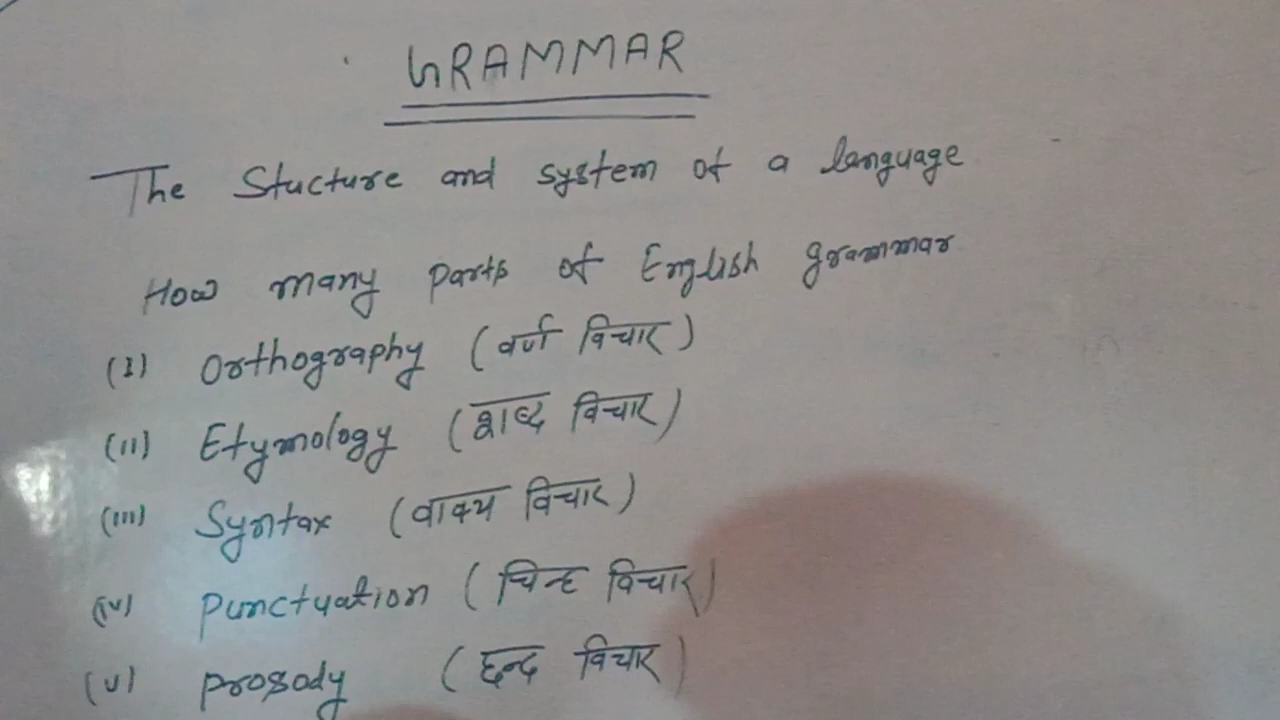 GRAMMAR
The Stucture and system of a language
How many parts of English grammar
(I) Orthography (वर्ण विचार)
(II) Etymology (शब्द विचार)
(III) Syntax (वाक्य विचार)
(IV) Punctuation (चिन्ह विचार)
(V) Prosody (छन्द विचार)